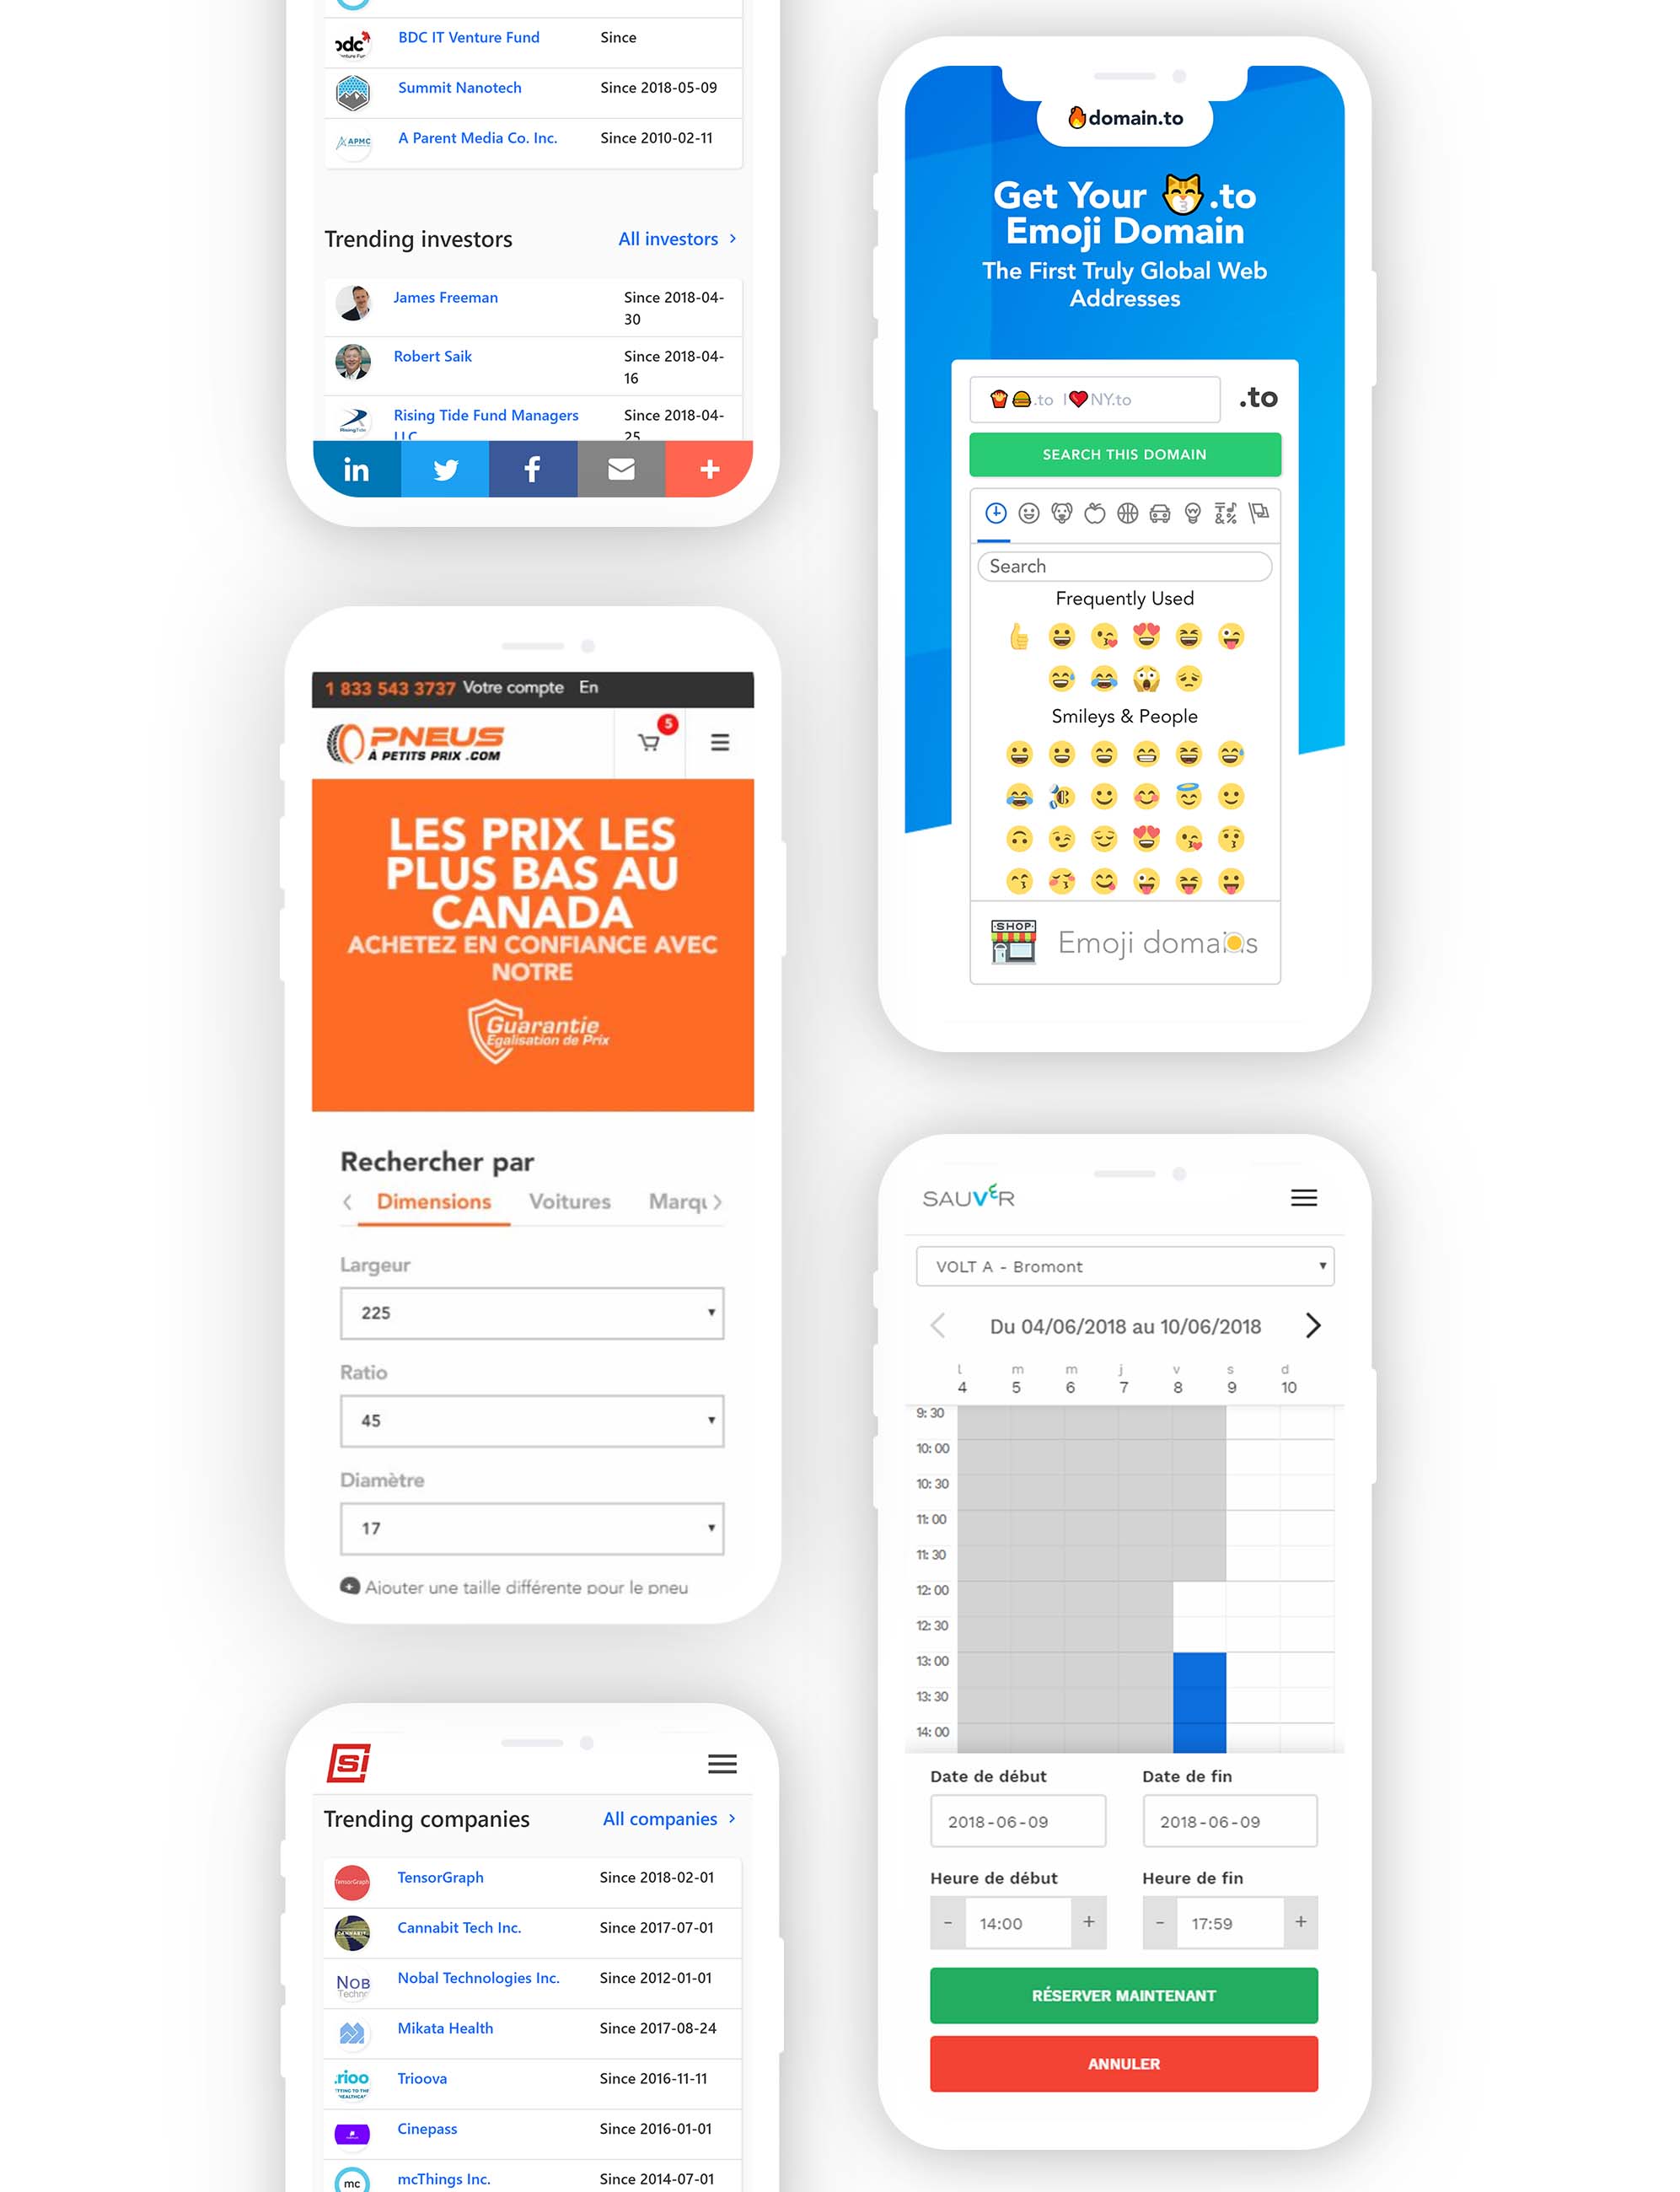 BDC IT Venture Fund Since
Summit Nanotech Since 2018-05-09
APMC
A Parent Media Co. Inc. Since 2010-02-11
Trending investors All investors
James Freeman Since 2018-04-
30
Robert Saik Since 2018-04-
16
Rising Tide Fund Managers Since 2018-04-
LLC 25
in f +
1 833 543 3737 Votre compte En
PNEUS
À PETITS PRIX .COM
5
LES PRIX LES
PLUS BAS AU
CANADA
ACHETEZ EN CONFIANCE AVEC
NOTRE
Guarantie
Egalisation de Prix
Rechercher par
Dimensions Voitures Marqu
Largeur
225
Ratio
45
Diamètre
17
Ajouter une taille différente pour le pneu
S!
Trending companies All companies
TensorGraph
TensorGraph Since 2018-02-01
Cannabit Tech Inc. Since 2017-07-01
NOB
Techno
Nobal Technologies Inc. Since 2012-01-01
Mikata Health Since 2017-08-24
.rioo
Trioova Since 2016-11-11
Cinepass Since 2016-01-01
mc
mcThings Inc. Since 2014-07-01
domain.to
Get Your 😽.to
Emoji Domain
The First Truly Global Web
Addresses
🍟🍔.to I❤️NY.to .to
SEARCH THIS DOMAIN
Search
Frequently Used
Smileys & People
SHOP
Emoji domains
SAUVÉR
VOLT A - Bromont
Du 04/06/2018 au 10/06/2018
l m m j v s d
4 5 6 7 8 9 10
9:30
10:00
10:30
11:00
11:30
12:00
12:30
13:00
13:30
14:00
Date de début Date de fin
2018-06-09 2018-06-09
Heure de début Heure de fin
- 14:00 + - 17:59 +
RÉSERVER MAINTENANT
ANNULER